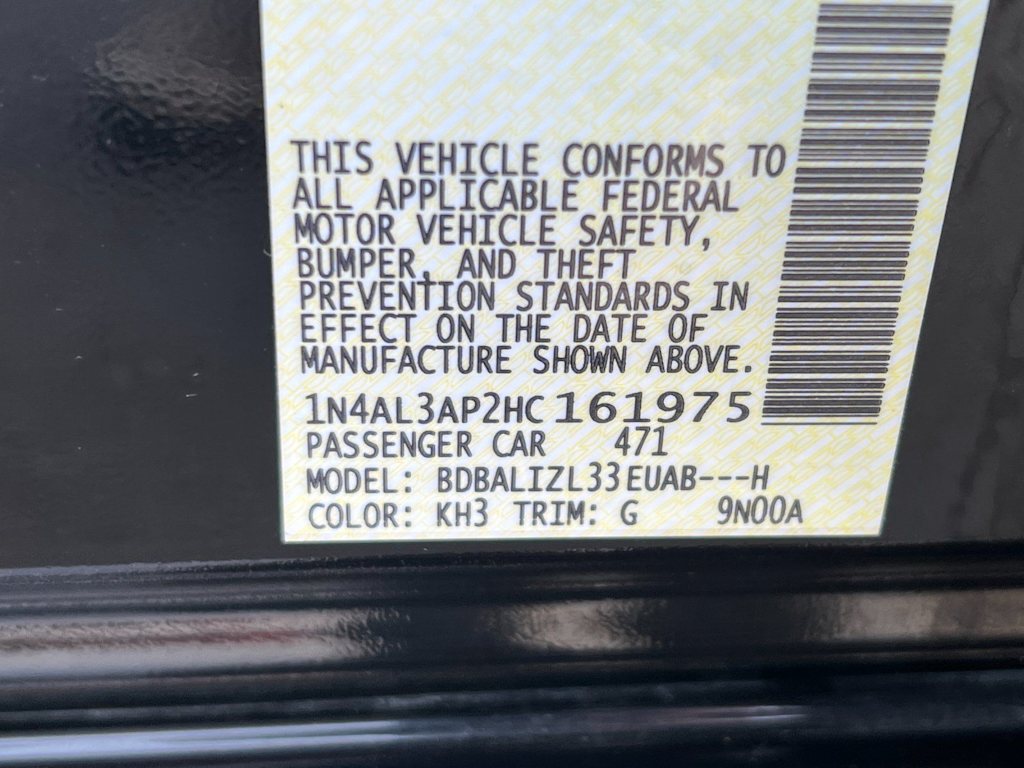 THIS VEHICLE CONFORMS TO
ALL APPLICABLE FEDERAL
MOTOR VEHICLE SAFETY,
BUMPER, AND THEFT
PREVENTION STANDARDS IN
EFFECT ON THE DATE OF
MANUFACTURE SHOWN ABOVE.
1N4AL3AP2HC161975
PASSENGER CAR 471
MODEL: BDBALIZL33EUAB---H
COLOR: KH3 TRIM: G 9N00A